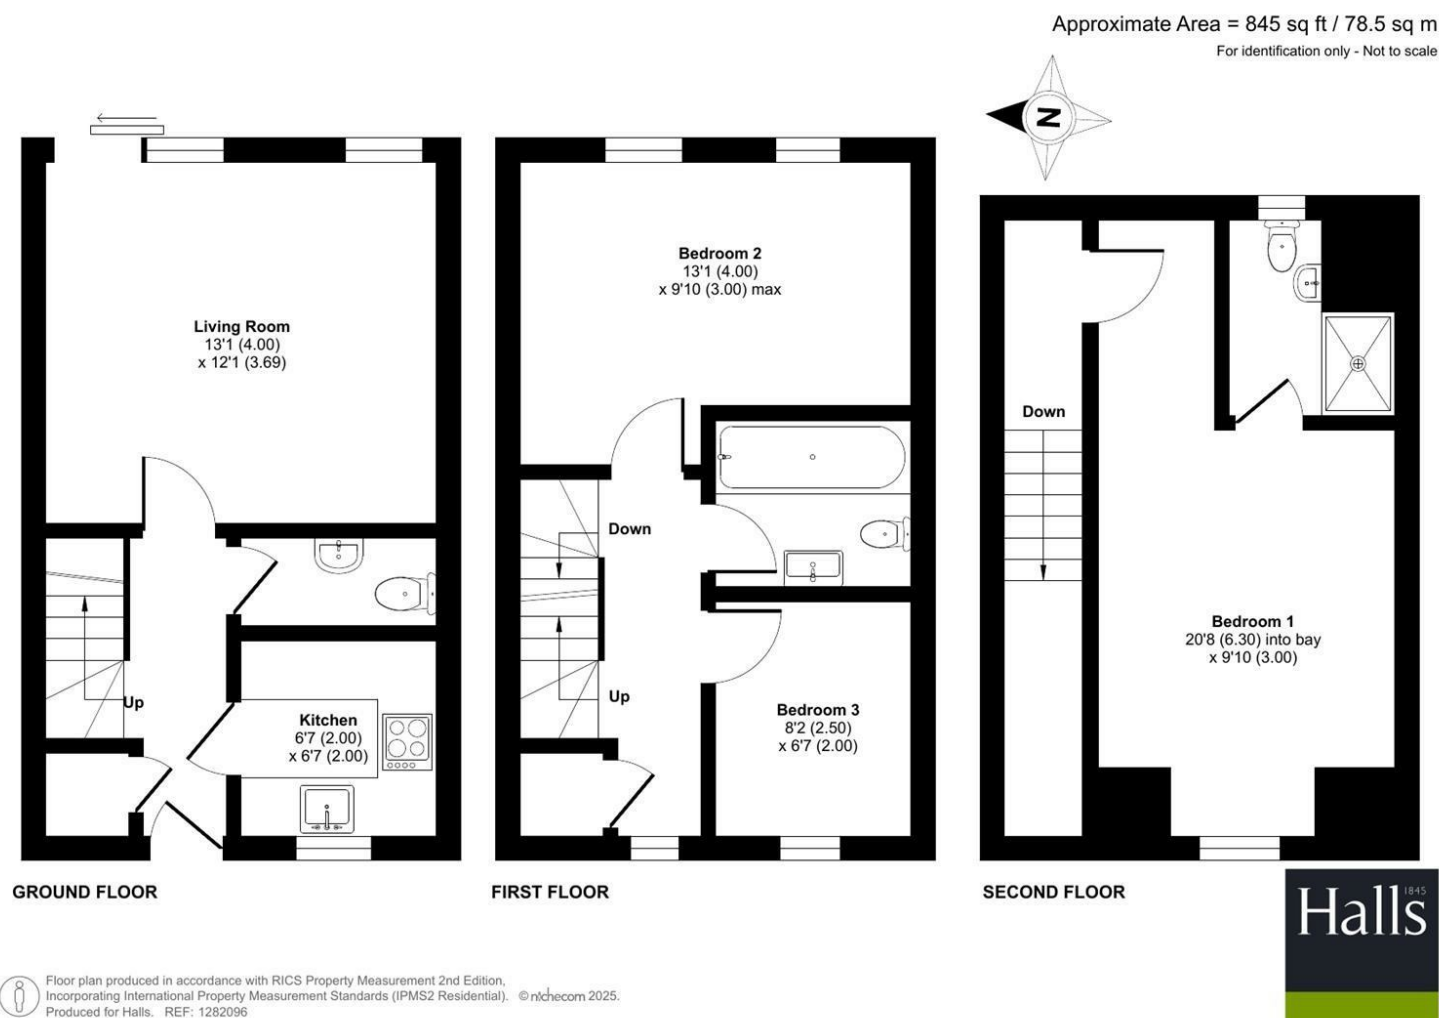 Approximate Area = 845 sq ft / 78.5 sq m
For identification only - Not to scale
N
Living Room
13'1 (4.00)
x 12'1 (3.69)
Up
Kitchen
6'7 (2.00)
x 6'7 (2.00)
GROUND FLOOR
Bedroom 2
13'1 (4.00)
x 9'10 (3.00) max
Down
Up
Bedroom 3
8'2 (2.50)
x 6'7 (2.00)
FIRST FLOOR
Down
Bedroom 1
20'8 (6.30) into bay
x 9'10 (3.00)
SECOND FLOOR
1845
Halls
Floor plan produced in accordance with RICS Property Measurement 2nd Edition,
Incorporating International Property Measurement Standards (IPMS2 Residential). © nichecom 2025.
Produced for Halls. REF: 1282096